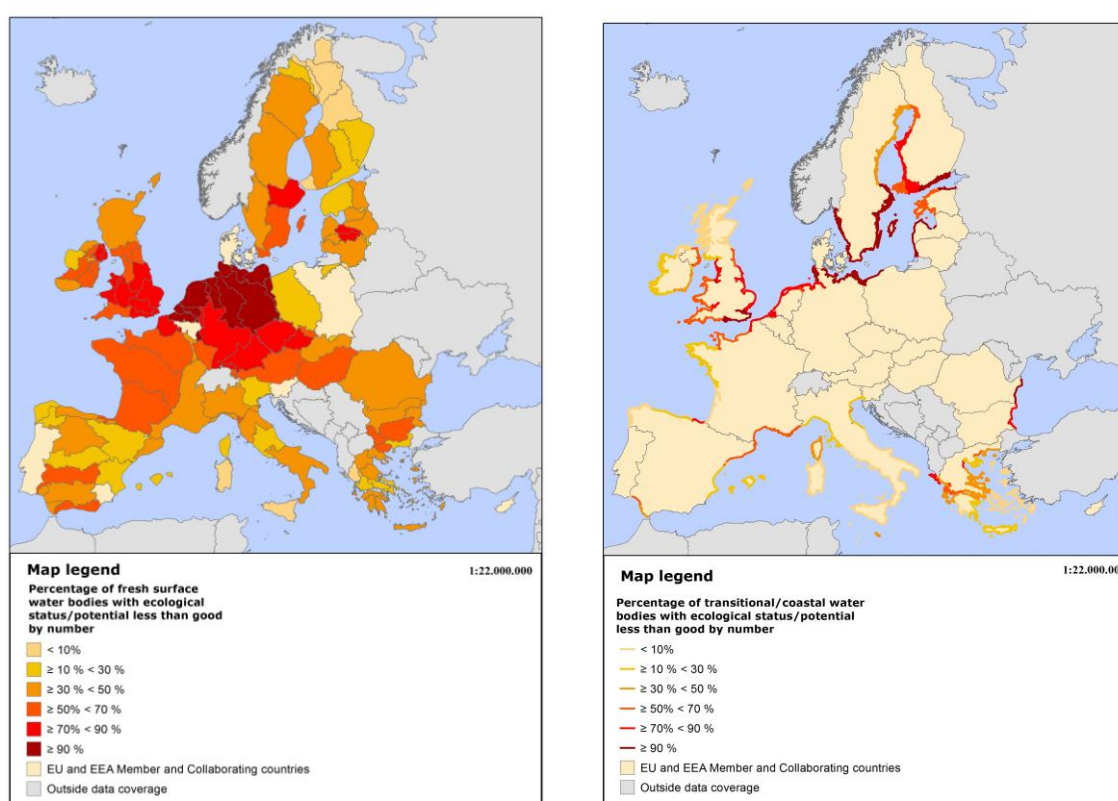 Map legend
1:22.000.000
Percentage of fresh surface
water bodies with ecological
status/potential less than good
by number
< 10%
≥ 10 % < 30 %
≥ 30 % < 50 %
≥ 50% < 70 %
≥ 70% < 90 %
≥ 90 %
EU and EEA Member and Collaborating countries
Outside data coverage
Map legend
1:22.000.00
Percentage of transitional/coastal water
bodies with ecological status/potential
less than good by number
< 10%
≥ 10 % < 30 %
≥ 30 % < 50 %
≥ 50% < 70 %
≥ 70% < 90 %
≥ 90 %
EU and EEA Member and Collaborating countries
Outside data coverage